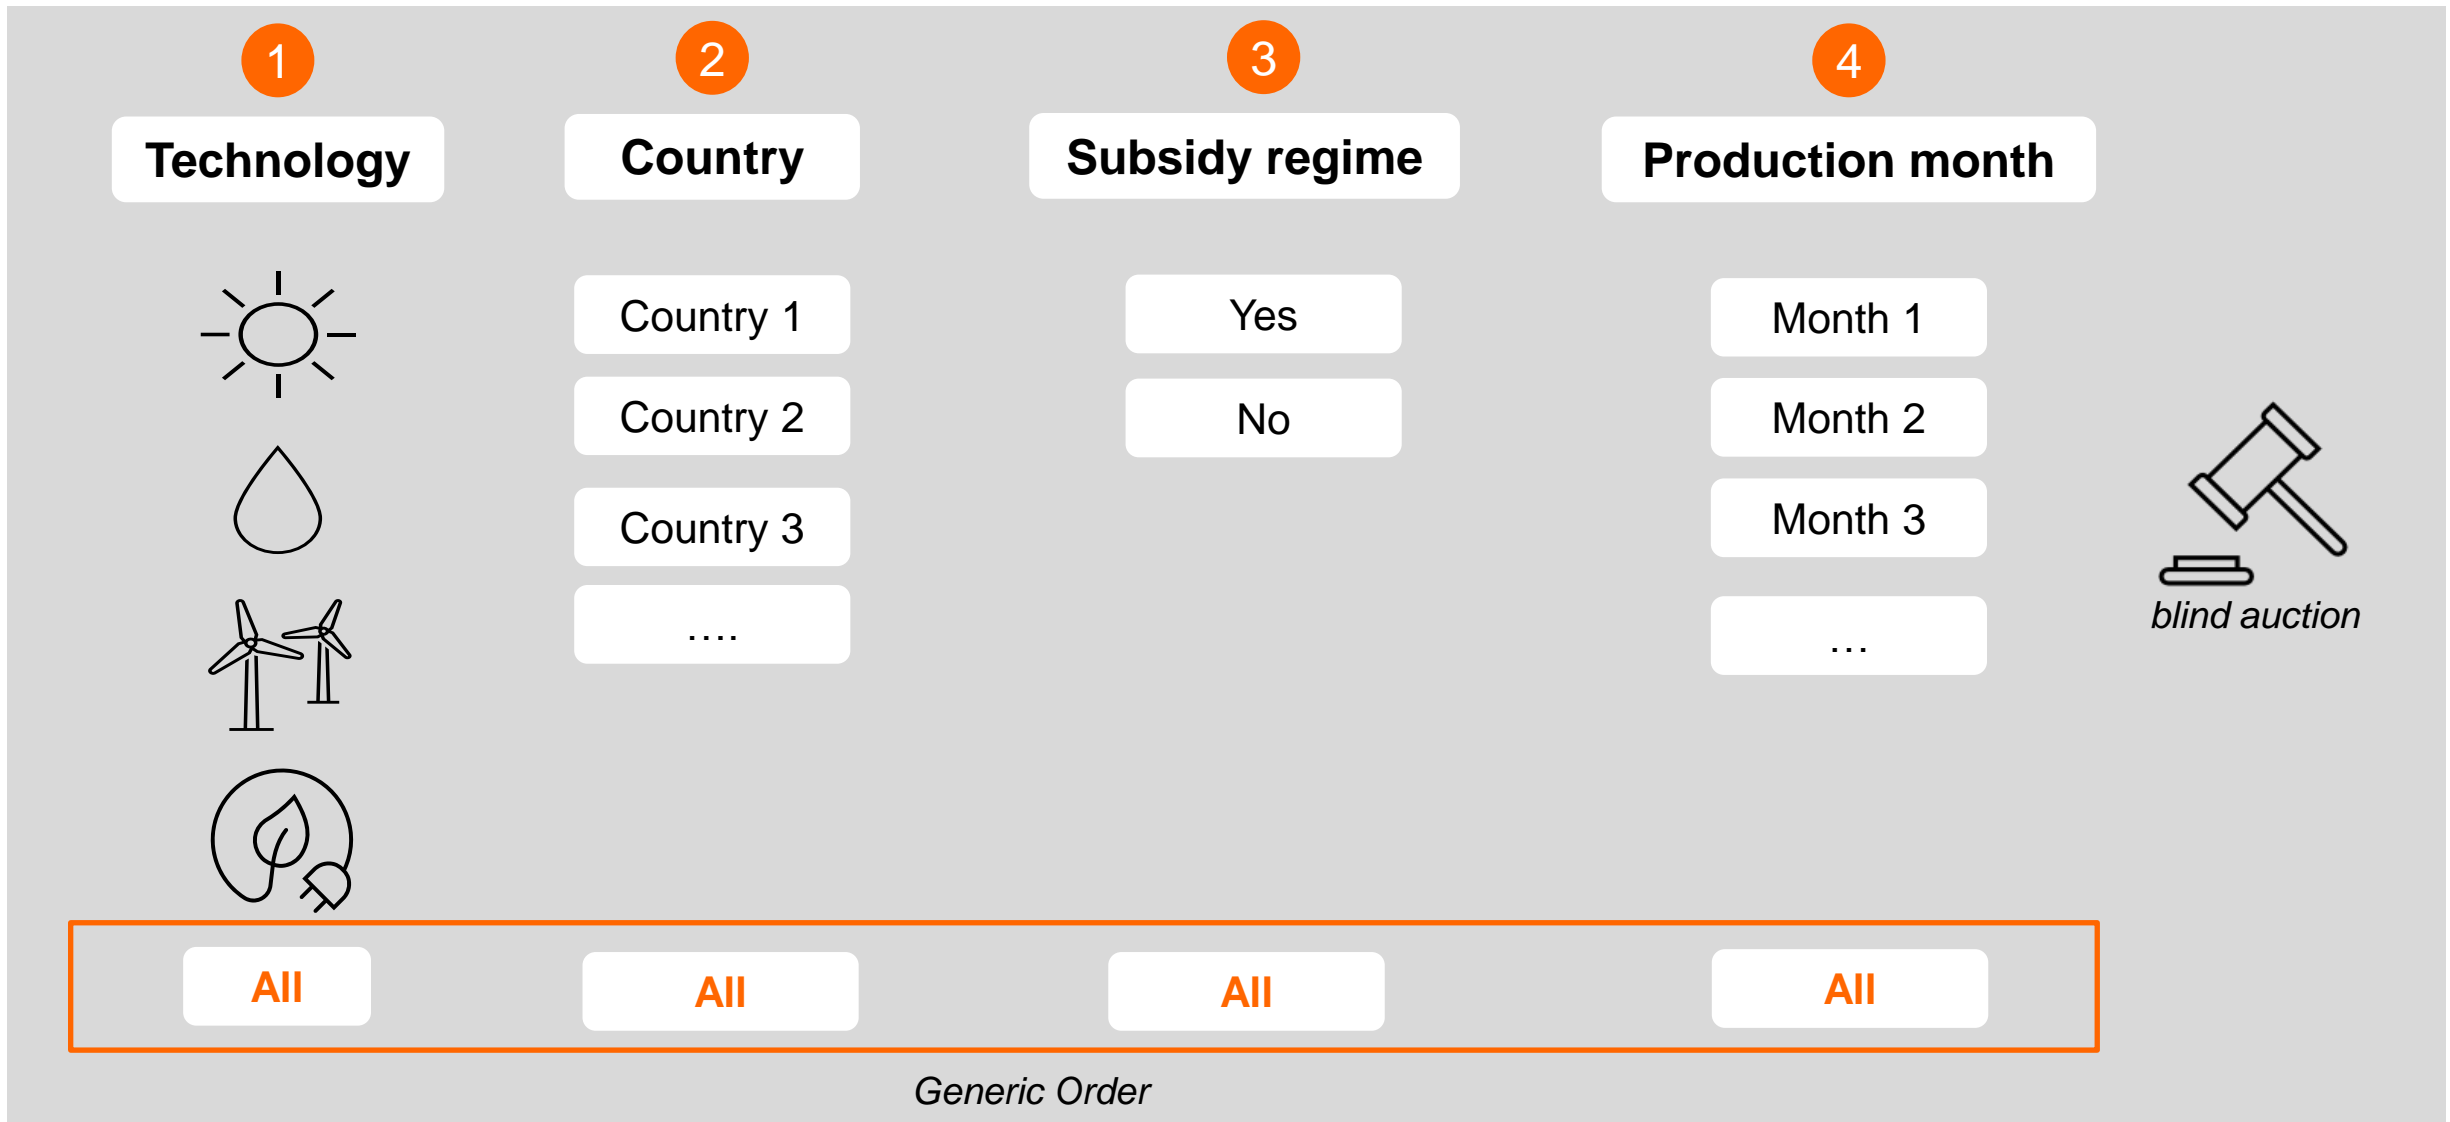 1
2
3
4
Technology
Country
Subsidy regime
Production month
Country 1
Country 2
Country 3
....
Yes
No
Month 1
Month 2
Month 3
...
blind auction
All
All
All
All
Generic Order